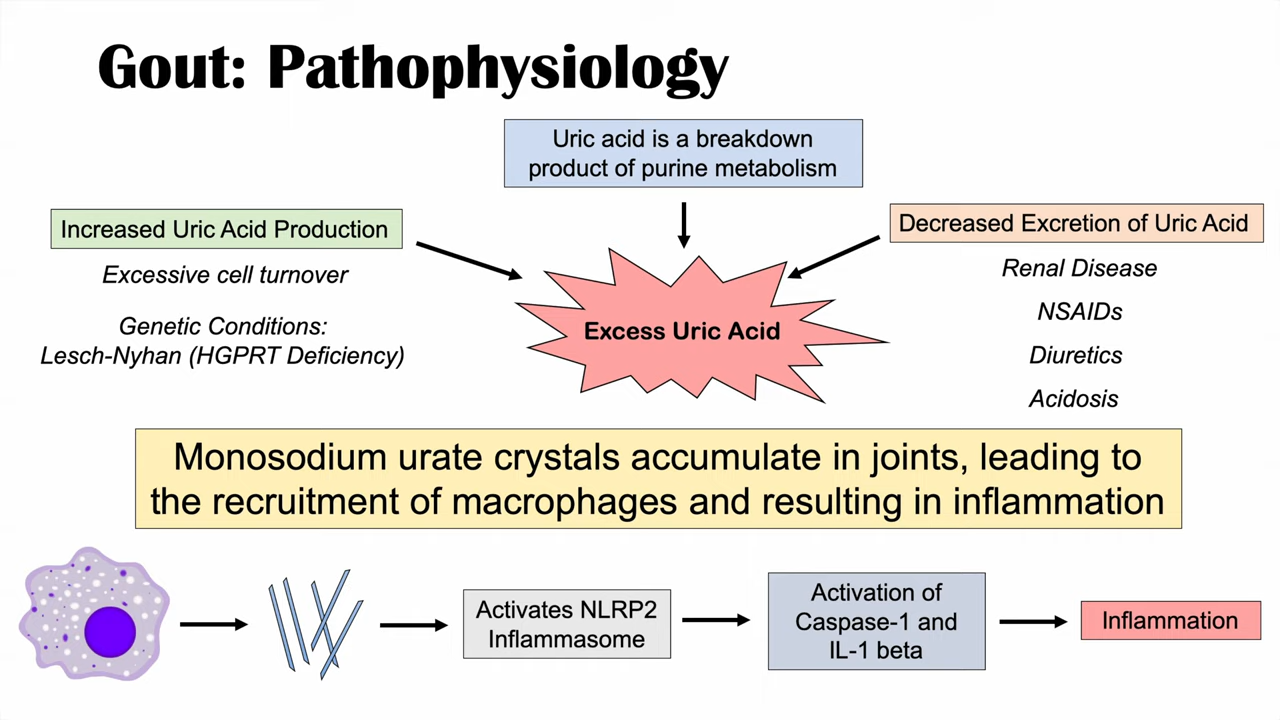 Gout: Pathophysiology
Uric acid is a breakdown
product of purine metabolism
Increased Uric Acid Production
Excessive cell turnover
Genetic Conditions:
Lesch-Nyhan (HGPRT Deficiency)
Excess Uric Acid
Decreased Excretion of Uric Acid
Renal Disease
NSAIDs
Diuretics
Acidosis
Monosodium urate crystals accumulate in joints, leading to
the recruitment of macrophages and resulting in inflammation
Activates NLRP2
Inflammasome
Activation of
Caspase-1 and
IL-1 beta
Inflammation